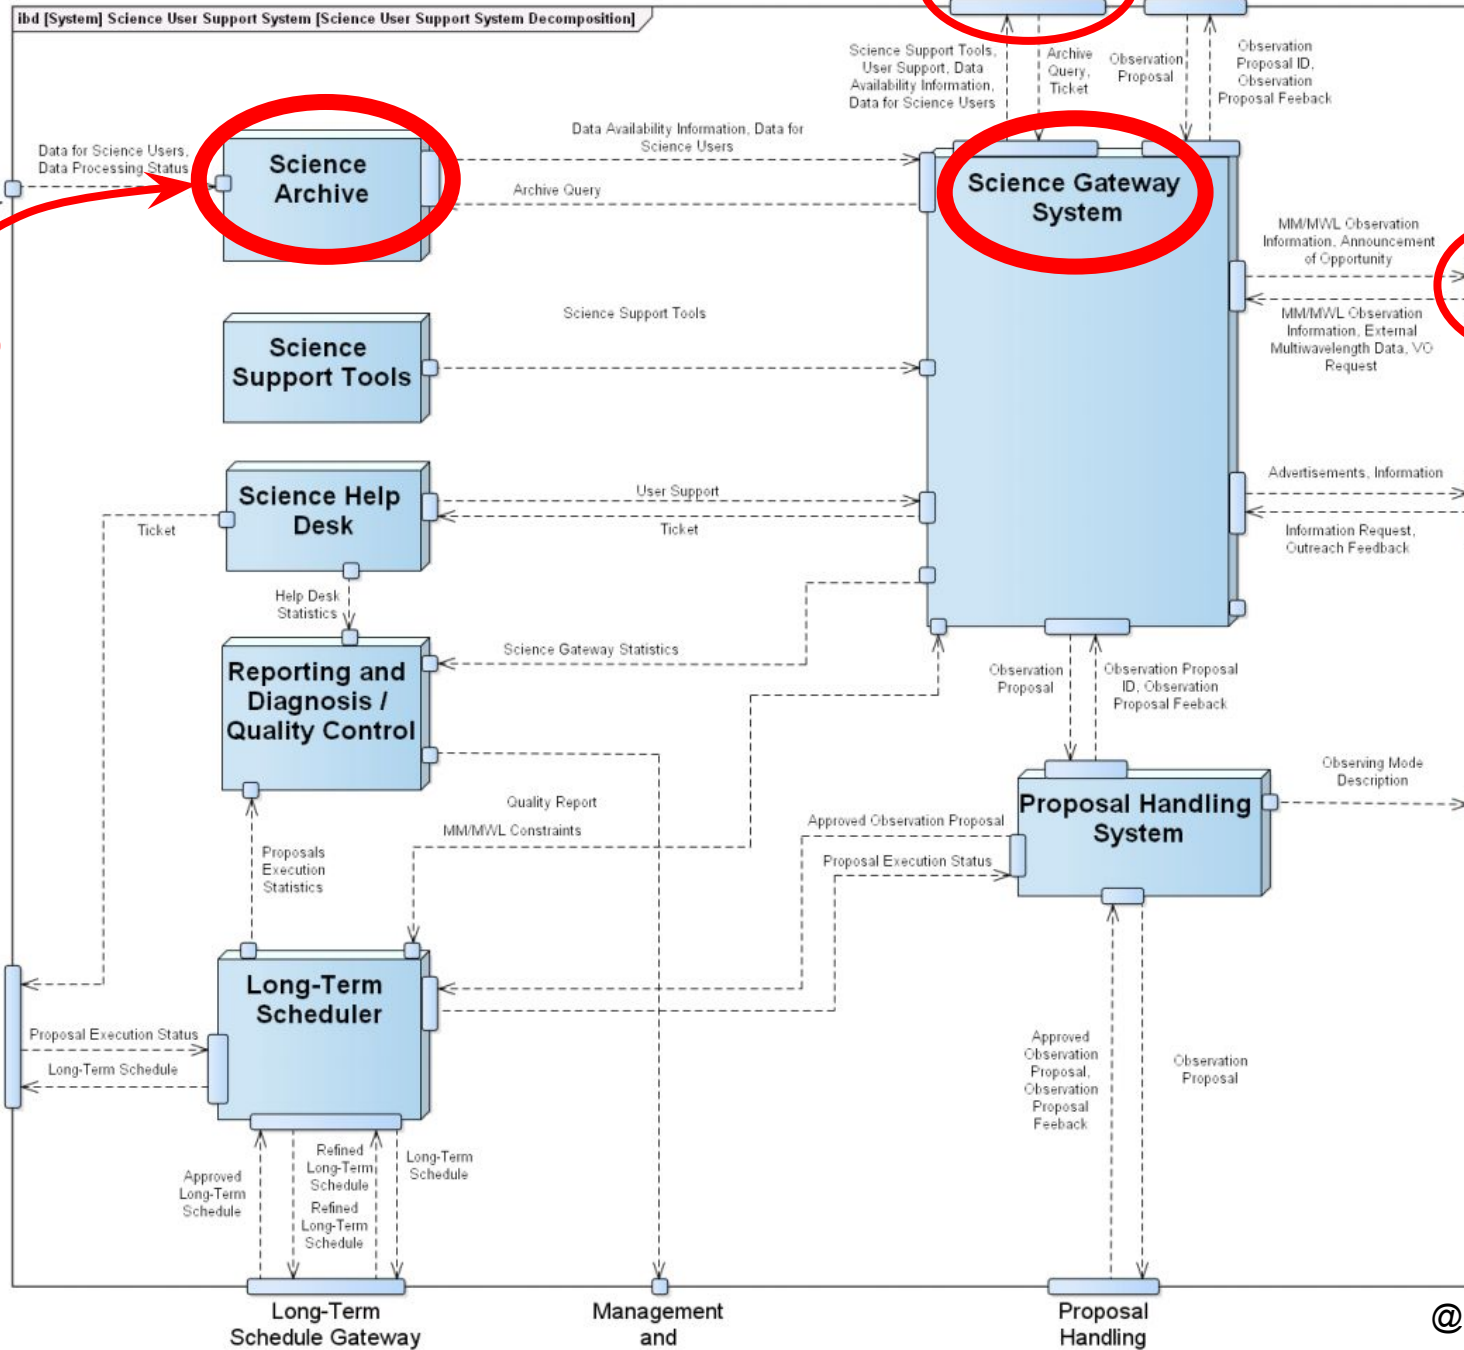 ibd [System] Science User Support System [Science User Support System Decomposition]
Science Support Tools,
User Support, Data
Availability Information,
Data for Science Users
Archive
Query,
Ticket
Observation
Proposal
Observation
Proposal ID,
Observation
Proposal Feeback
Data for Science Users,
Data Processing Status
Science
Archive
Data Availability Information, Data for
Science Users
Archive Query
Science Gateway
System
MM/MWL Observation
Information, Announcement
of Opportunity
MM/MWL Observation
Information, External
Multiwavelength Data, VO
Request
Science
Support Tools
Science Support Tools
Science Help
Desk
User Support
Ticket
Ticket
Advertisements, Information
Information Request,
Outreach Feedback
Help Desk
Statistics
Reporting and
Diagnosis /
Quality Control
Science Gateway Statistics
Observation
Proposal
Observation Proposal
ID, Observation
Proposal Feeback
Quality Report
MM/MWL Constraints
Proposals
Execution
Statistics
Approved Observation Proposal
Proposal Execution Status
Proposal Handling
System
Observing Mode
Description
Long-Term
Scheduler
Proposal Execution Status
Long-Term Schedule
Approved
Observation
Proposal,
Observation
Proposal
Feeback
Observation
Proposal
Approved
Long-Term
Schedule
Refined
Long-Term
Schedule
Refined
Long-Term
Schedule
Long-Term
Schedule
Long-Term
Schedule Gateway
Management
and
Proposal
Handling
@